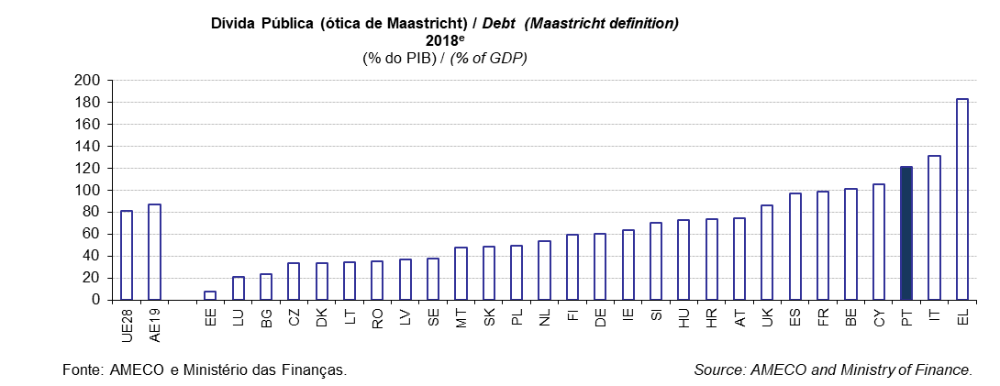 Dívida Pública (ótica de Maastricht) / Debt (Maastricht definition)
2018e
(% do PIB) / (% of GDP)
200
180
160
140
120
100
80
60
40
20
0
UE28 AE19 EE LU BG CZ DK LT RO LV SE MT SK PL NL FI DE IE SI HU HR AT UK ES FR BE CY PT IT EL
Fonte: AMECO e Ministério das Finanças. Source: AMECO and Ministry of Finance.